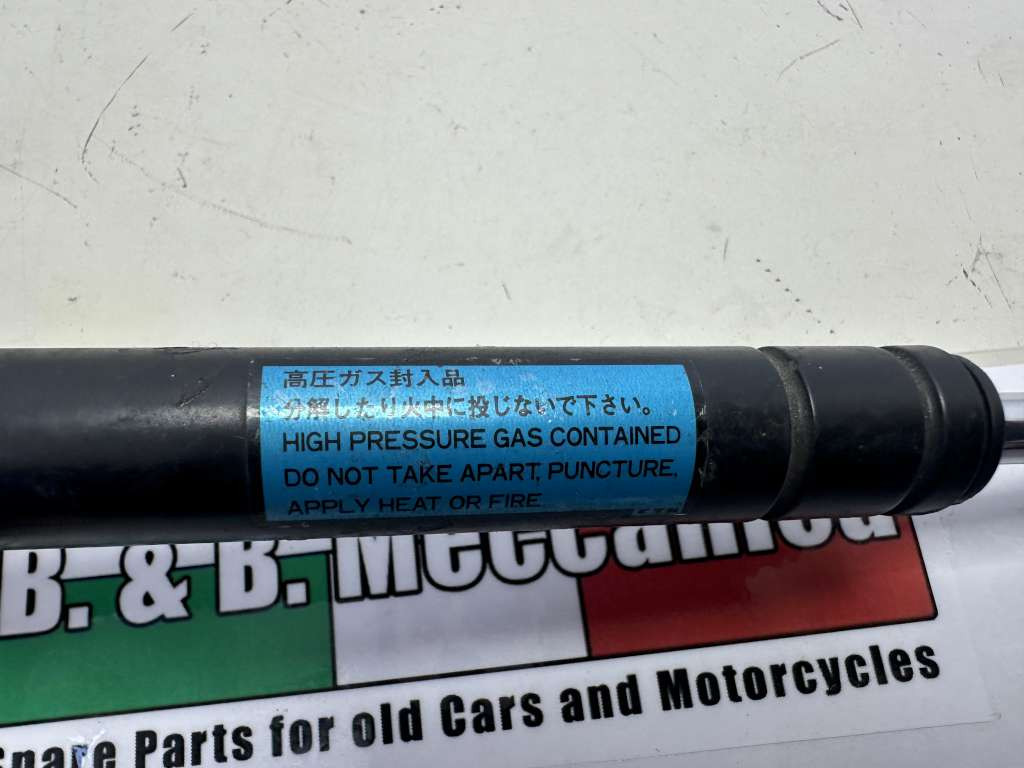 高圧ガス封入品
分解したり火中に投じないで下さい。
HIGH PRESSURE GAS CONTAINED
DO NOT TAKE APART, PUNCTURE,
APPLY HEAT OR FIRE.
B. & B. Meccanica
Spare Parts for old Cars and Motorcycles